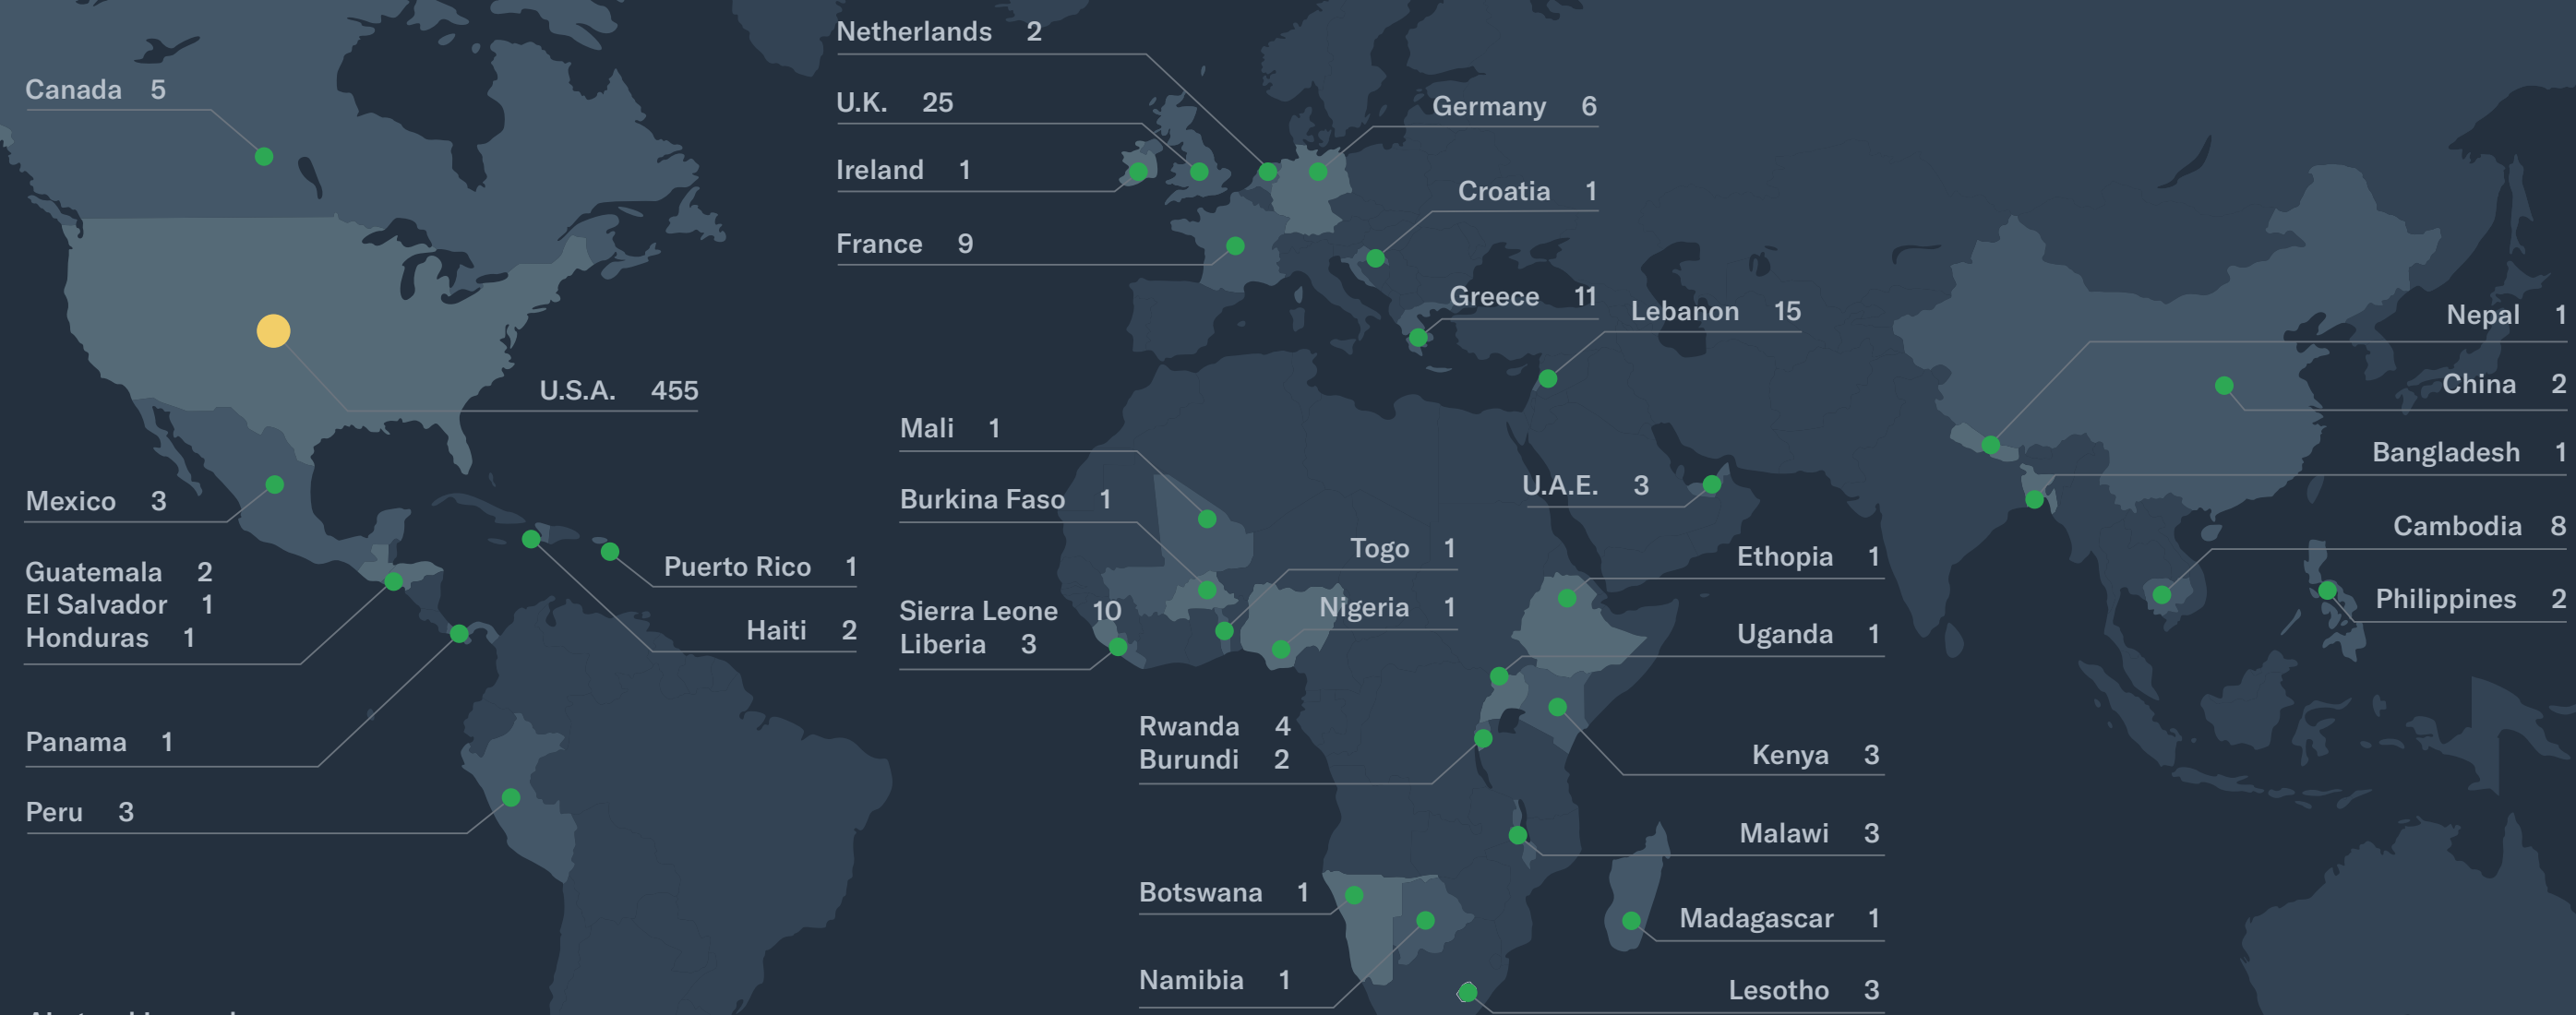 Netherlands 2
Canada 5
U.K. 25
Germany 6
Ireland 1
Croatia 1
France 9
Greece 11
Lebanon 15
Nepal 1
U.S.A. 455
China 2
Mali 1
Bangladesh 1
Mexico 3
Burkina Faso 1
U.A.E. 3
Cambodia 8
Puerto Rico 1
Togo 1
Ethopia 1
Guatemala 2
El Salvador 1
Honduras 1
Haiti 2
Sierra Leone 10
Liberia 3
Nigeria 1
Uganda 1
Philippines 2
Panama 1
Rwanda 4
Burundi 2
Kenya 3
Peru 3
Malawi 3
Botswana 1
Madagascar 1
Namibia 1
Lesotho 3